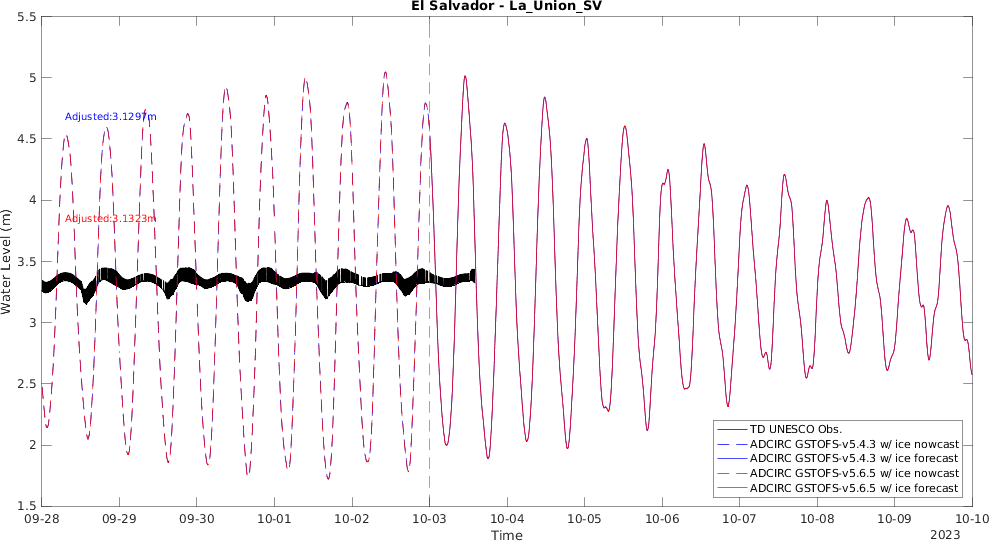 El Salvador - La_Union_SV
5.5
5
4.5
4
3.5
3
2.5
2
1.5
Water Level (m)
Adjusted:3.1297m
Adjusted:3.1323m
TD UNESCO Obs.
ADCIRC GSTOFS-v5.4.3 w/ ice nowcast
ADCIRC GSTOFS-v5.4.3 w/ ice forecast
ADCIRC GSTOFS-v5.6.5 w/ ice nowcast
ADCIRC GSTOFS-v5.6.5 w/ ice forecast
09-28 09-29 09-30 10-01 10-02 10-03 10-04 10-05 10-06 10-07 10-08 10-09 10-10
Time
2023